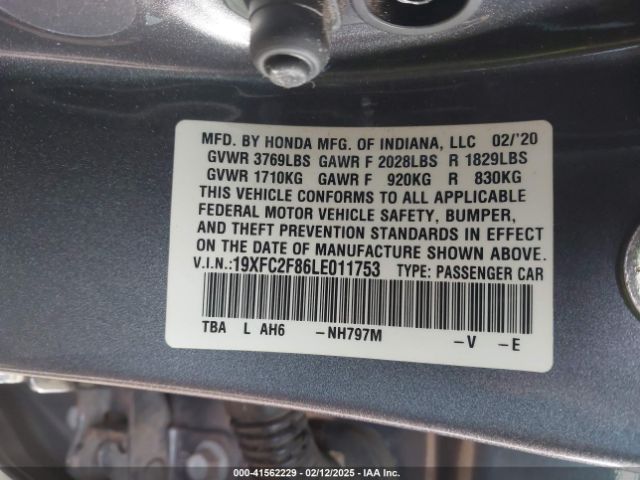 MFD. BY HONDA MFG. OF INDIANA, LLC 02/'20
GVWR 3769LBS GAWR F 2028LBS R 1829LBS
GVWR 1710KG GAWR F 920KG R 830KG
THIS VEHICLE CONFORMS TO ALL APPLICABLE
FEDERAL MOTOR VEHICLE SAFETY, BUMPER,
AND THEFT PREVENTION STANDARDS IN EFFECT
ON THE DATE OF MANUFACTURE SHOWN ABOVE.
V.I.N.:19XFC2F86LE011753 TYPE: PASSENGER CAR
TBA L AH6 -NH797M -V -E
000-41562229 - 02/12/2025 - IAA Inc.